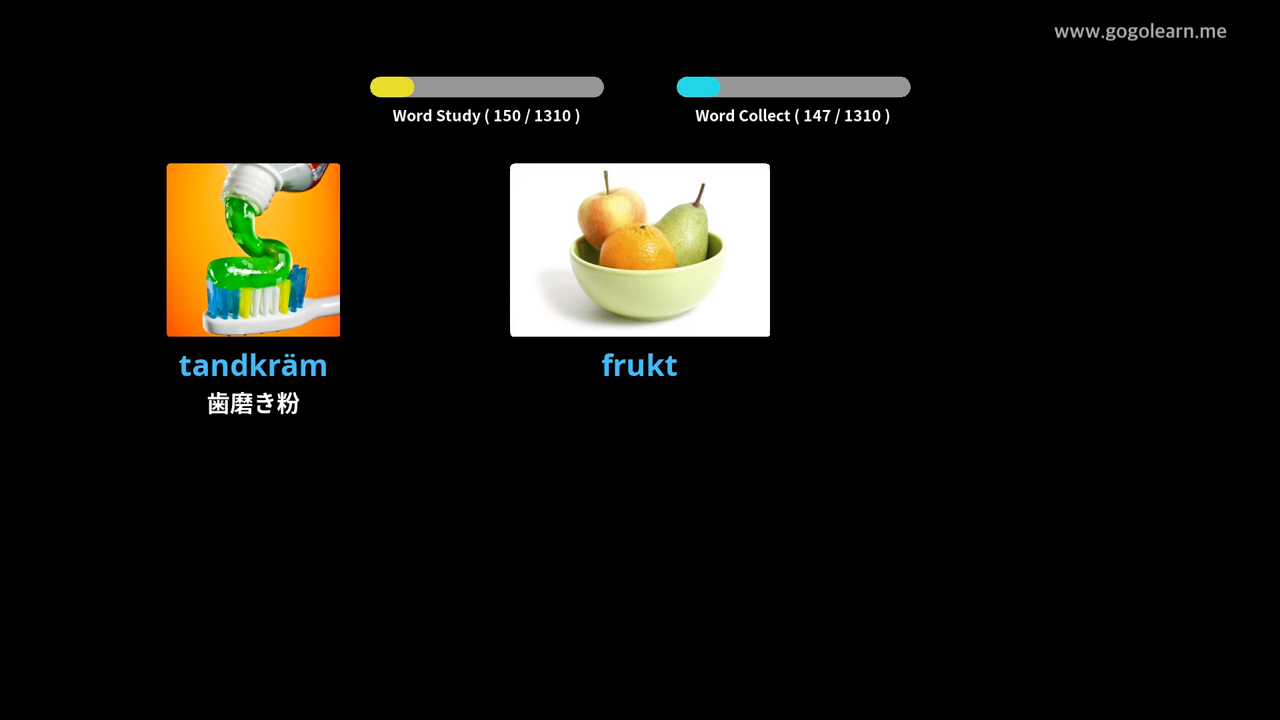 www.gogolearn.me
Word Study ( 150 / 1310 )
Word Collect ( 147 / 1310 )
tandkräm
歯磨き粉
frukt